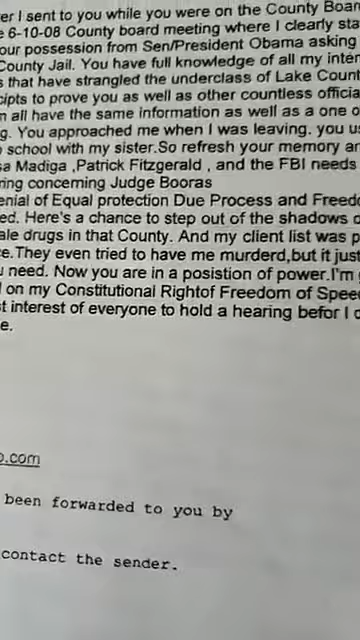 er I sent to you while you were on the County Boar
e 6-10-08 County board meeting where I clearly sta
our possession from Sen/President Obama asking
County Jail. You have full knowledge of all my inter
s that have strangled the underclass of Lake Count
ipts to prove you as well as other countless officia
n all have the same information as well as a one o
g. You approached me when I was leaving. you us
o school with my sister.So refresh your memory an
sa Madiga ,Patrick Fitzgerald , and the FBI needs
ring concerning Judge Booras
enial of Equal protection Due Process and Freedo
ed. Here's a chance to step out of the shadows o
ale drugs in that County. And my client list was p
e.They even tried to have me murderd,but it just
u need. Now you are in a posistion of power.I'm
l on my Constitutional Rightof Freedom of Speec
t interest of everyone to hold a hearing befor I d
e.
o.com
been forwarded to you by
contact the sender.